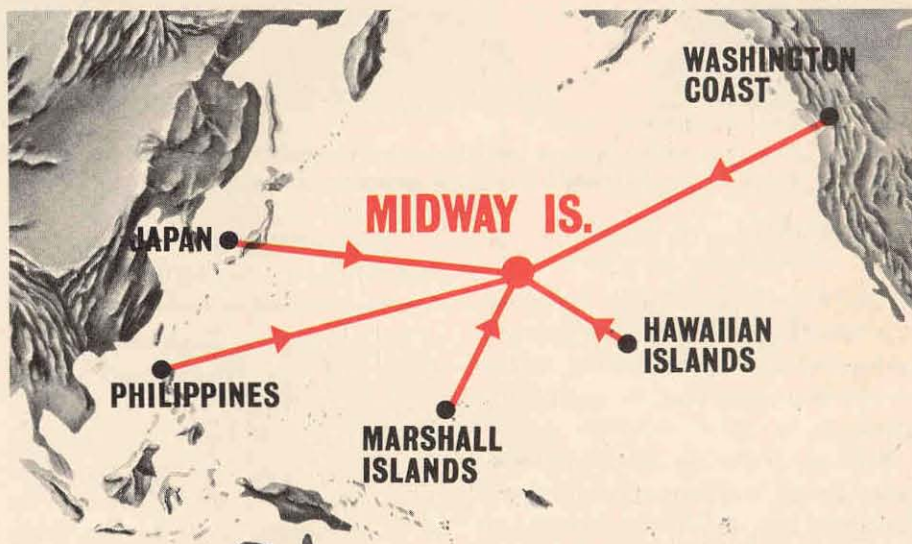 WASHINGTON
COAST
MIDWAY IS.
JAPAN
HAWAIIAN
ISLANDS
PHILIPPINES
MARSHALL
ISLANDS